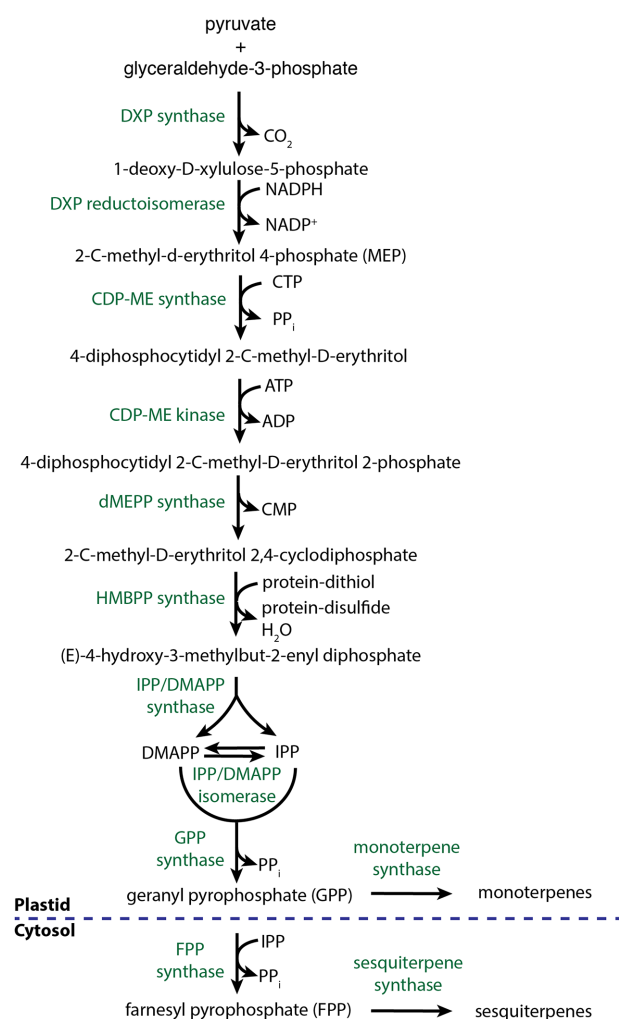 pyruvate
+
glyceraldehyde-3-phosphate
DXP synthase
CO2
1-deoxy-D-xylulose-5-phosphate
NADPH
DXP reductoisomerase
NADP+
2-C-methyl-d-erythritol 4-phosphate (MEP)
CTP
CDP-ME synthase
PPi
4-diphosphocytidyl 2-C-methyl-D-erythritol
ATP
CDP-ME kinase
ADP
4-diphosphocytidyl 2-C-methyl-D-erythritol 2-phosphate
dMEPP synthase
CMP
2-C-methyl-D-erythritol 2,4-cyclodiphosphate
protein-dithiol
HMBPP synthase
protein-disulfide
H2O
(E)-4-hydroxy-3-methylbut-2-enyl diphosphate
IPP/DMAPP
synthase
DMAPP
IPP
IPP/DMAPP
isomerase
GPP
synthase
PPi
monoterpene
synthase
geranyl pyrophosphate (GPP)
monoterpenes
Plastid
Cytosol
IPP
FPP
synthase
PPi
sesquiterpene
synthase
farnesyl pyrophosphate (FPP)
sesquiterpenes